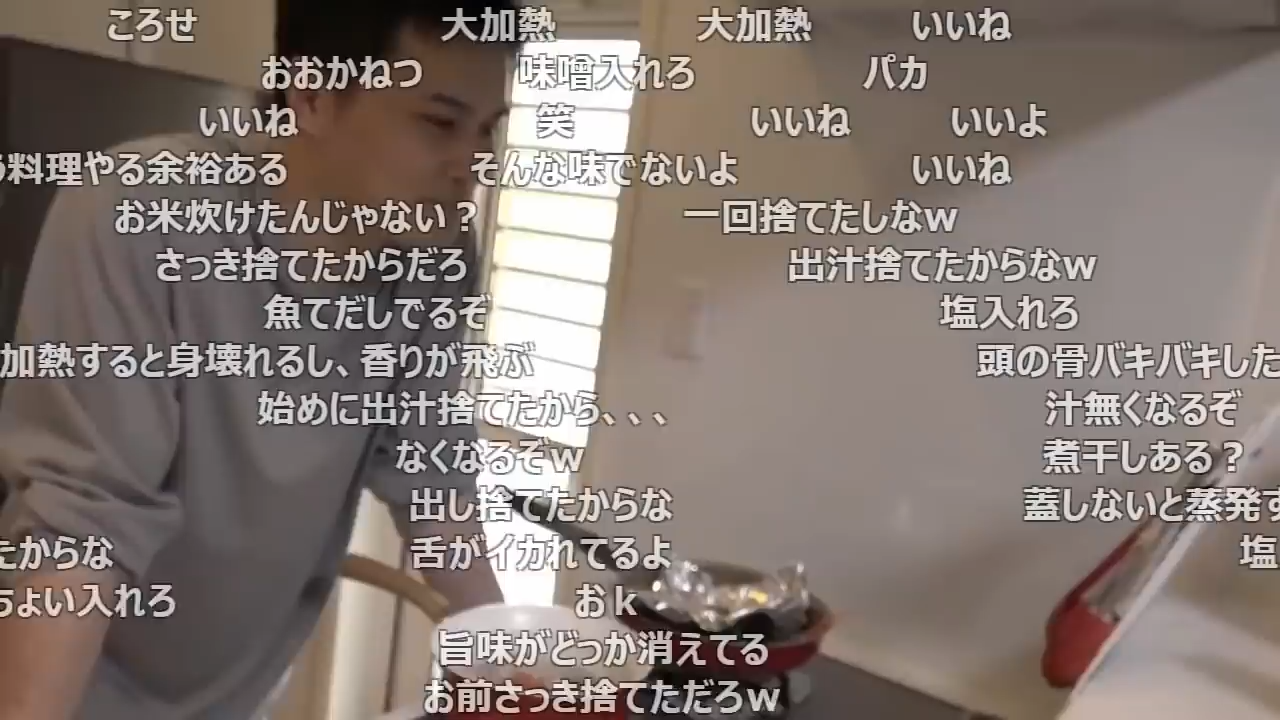 ころせ 大加熱 大加熱 いいね
おおかねつ 味噌入れろ パカ
いいね 笑 いいね いいよ
う料理やる余裕ある そんな味でないよ いいね
お米炊けたんじゃない？ 一回捨てたしなw
さっき捨てたからだろ 出汁捨てたからなw
魚てだしでるぞ 塩入れろ
加熱すると身壊れるし、香りが飛ぶ 頭の骨バキバキした
始めに出汁捨てたから、、、 汁無くなるぞ
なくなるぞw 煮干しある？
出し捨てたからな 蓋しないと蒸発す
たからな 舌がイカれてるよ 塩
ちょい入れろ おk
旨味がどっか消えてる
お前さっき捨てただろw